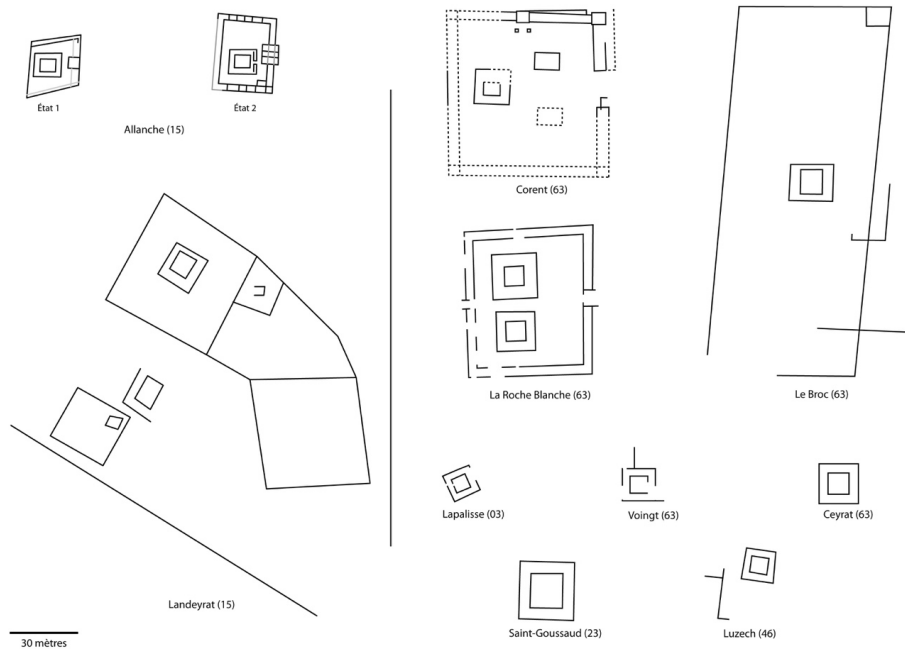 État 1
État 2
Allanche (15)
Corent (63)
La Roche Blanche (63)
Le Broc (63)
Lapalisse (03)
Voingt (63)
Ceyrat (63)
Landeyrat (15)
Saint-Goussaud (23)
Luzech (46)
30 mètres